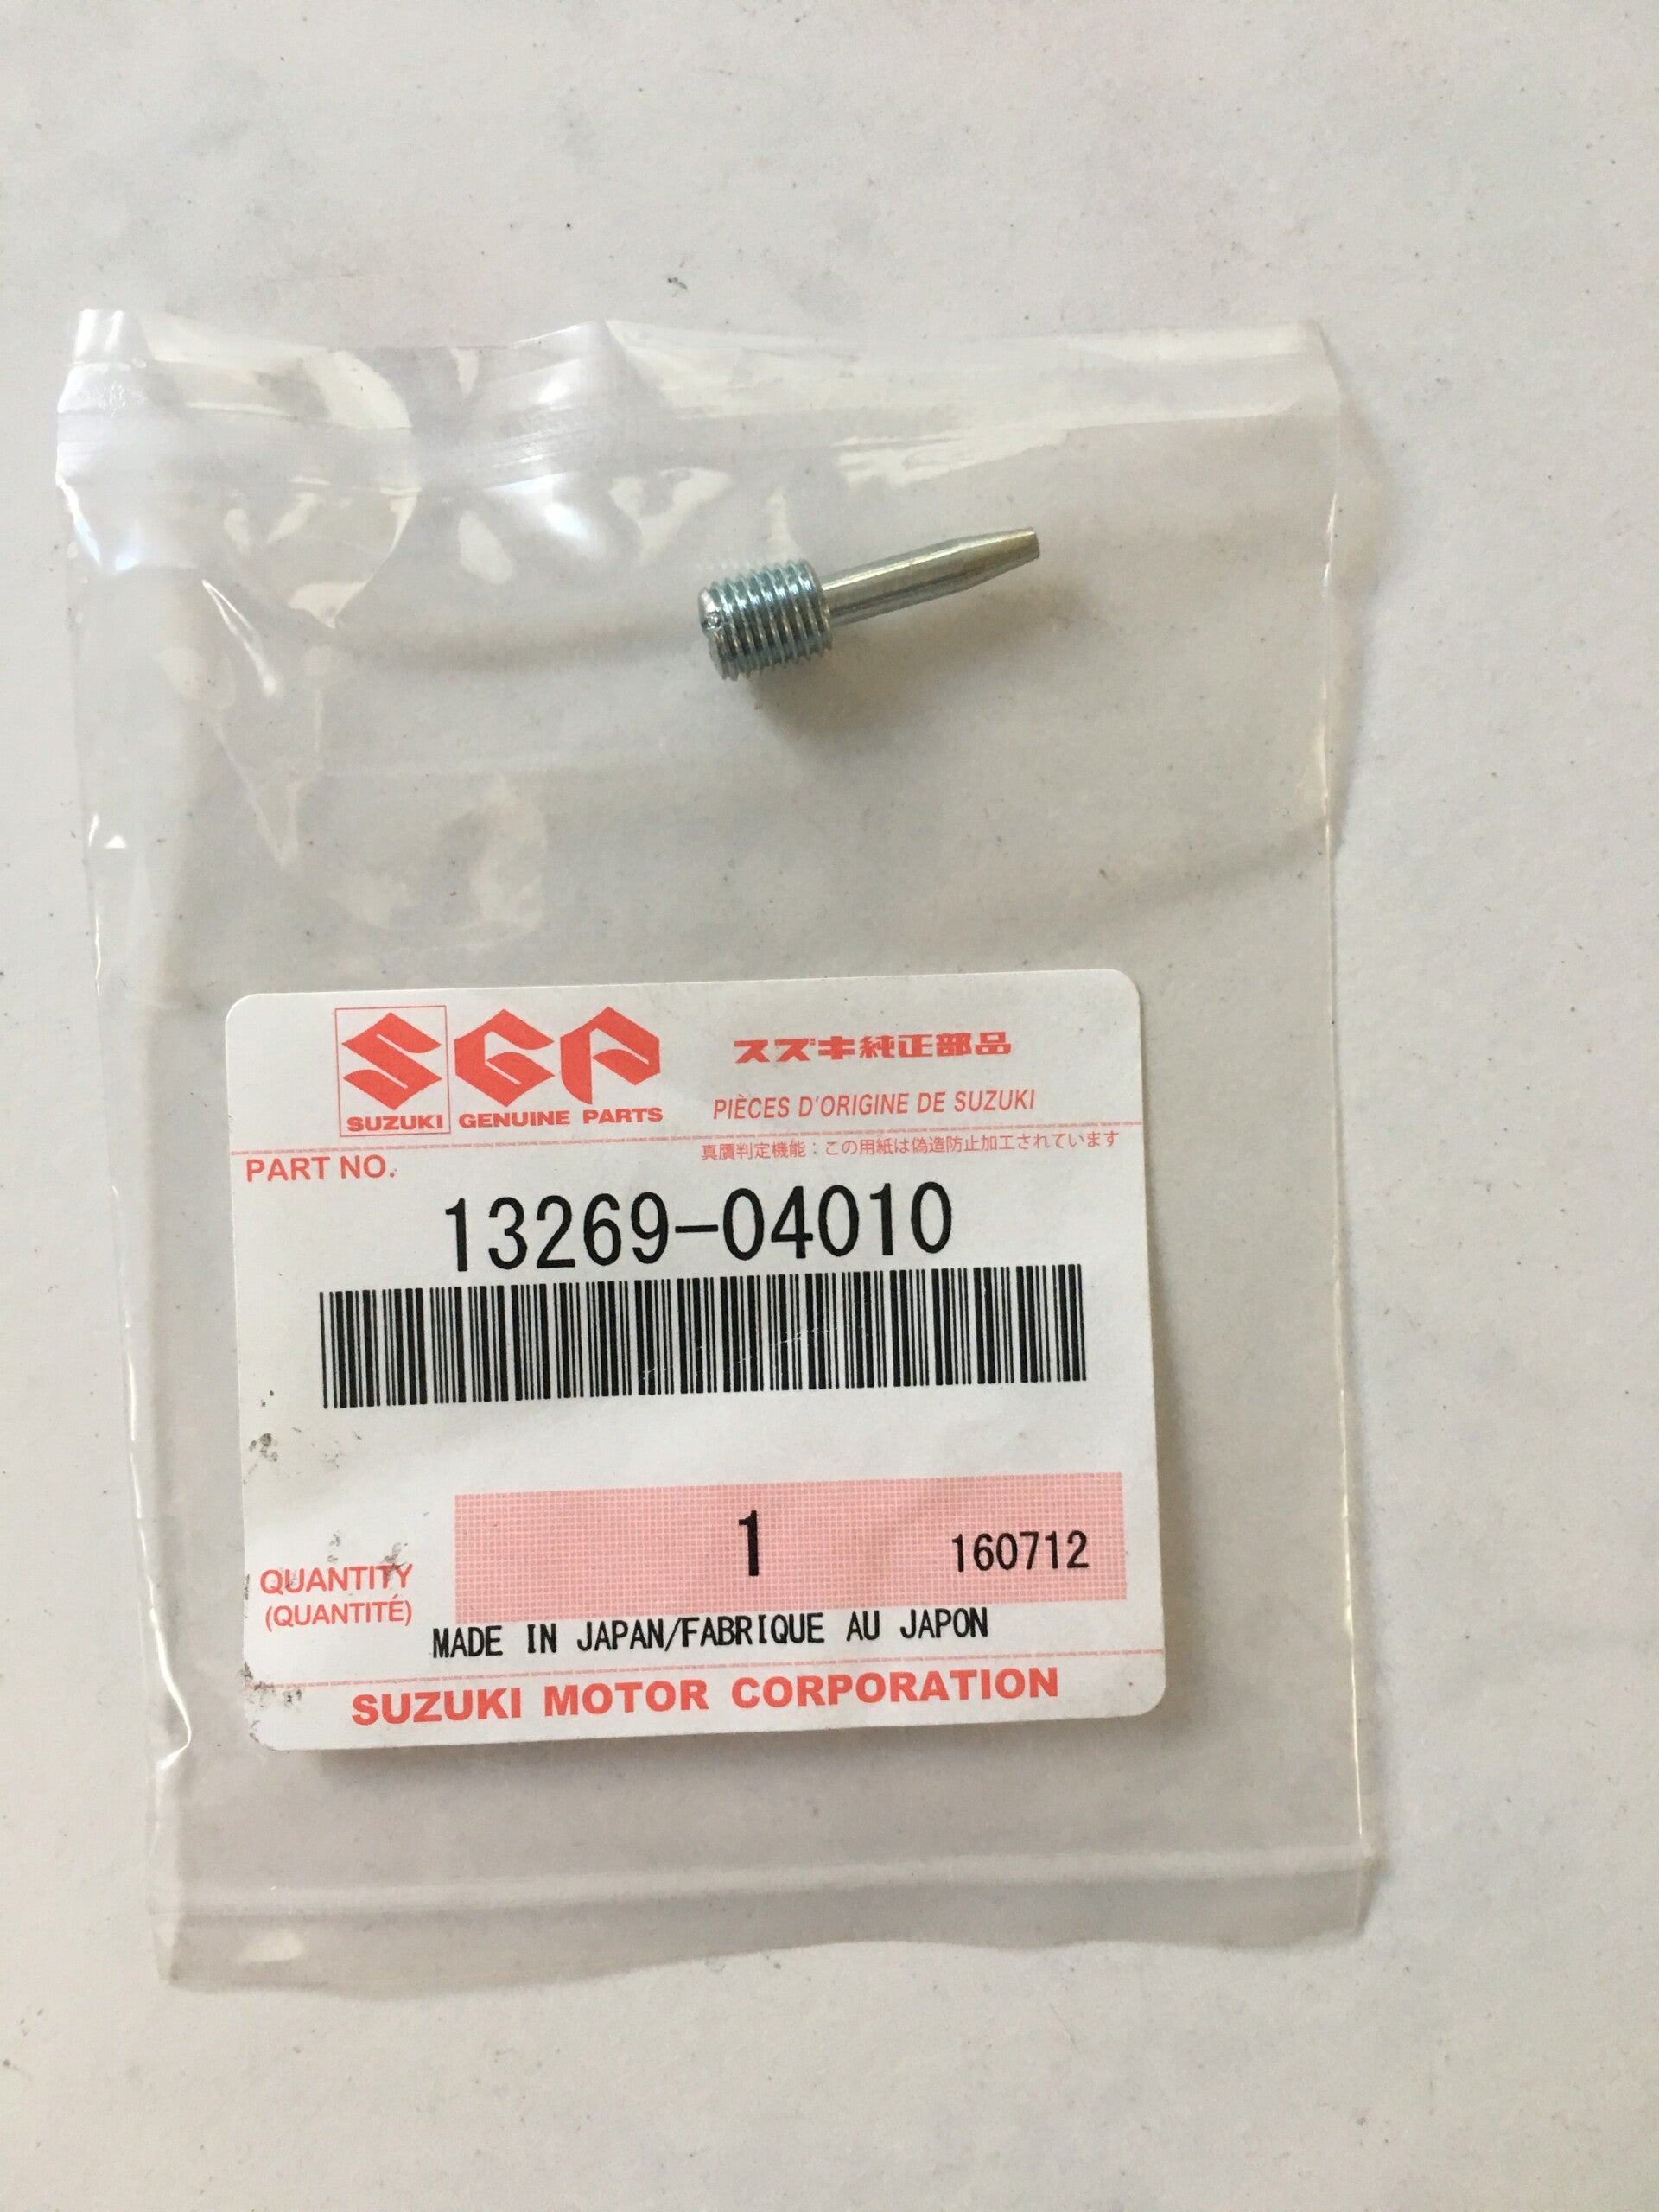 SGP スズキ純正部品
SUZUKI GENUINE PARTS PIÈCES D'ORIGINE DE SUZUKI
真贋判定機能：この用紙は偽造防止加工されています
PART NO.
13269-04010
1 160712
QUANTITY
(QUANTITÉ)
MADE IN JAPAN/FABRIQUE AU JAPON
SUZUKI MOTOR CORPORATION